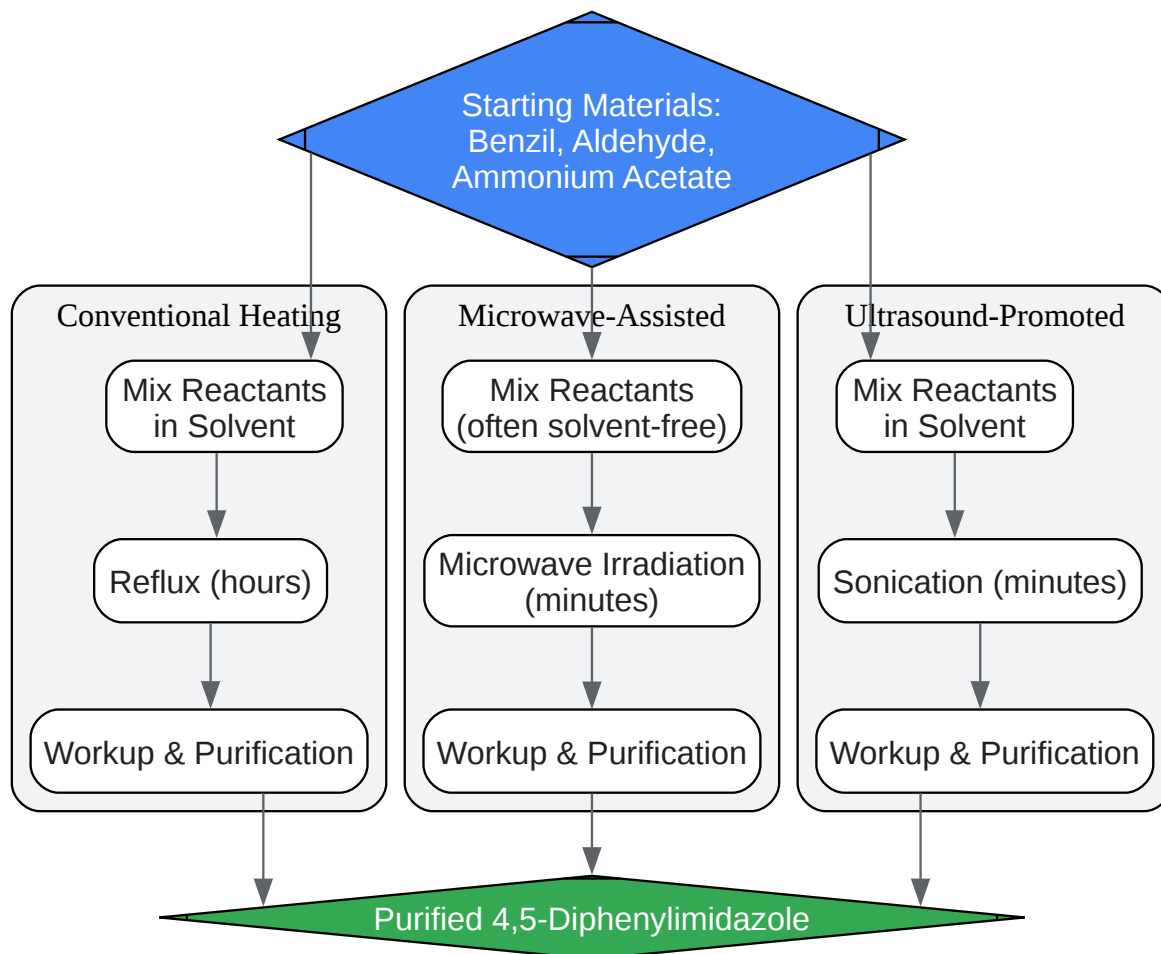 Starting Materials:
Benzil, Aldehyde,
Ammonium Acetate
Conventional Heating
Mix Reactants
in Solvent
Reflux (hours)
Workup & Purification
Microwave-Assisted
Mix Reactants
(often solvent-free)
Microwave Irradiation
(minutes)
Workup & Purification
Ultrasound-Promoted
Mix Reactants
in Solvent
Sonication (minutes)
Workup & Purification
Purified 4,5-Diphenylimidazole